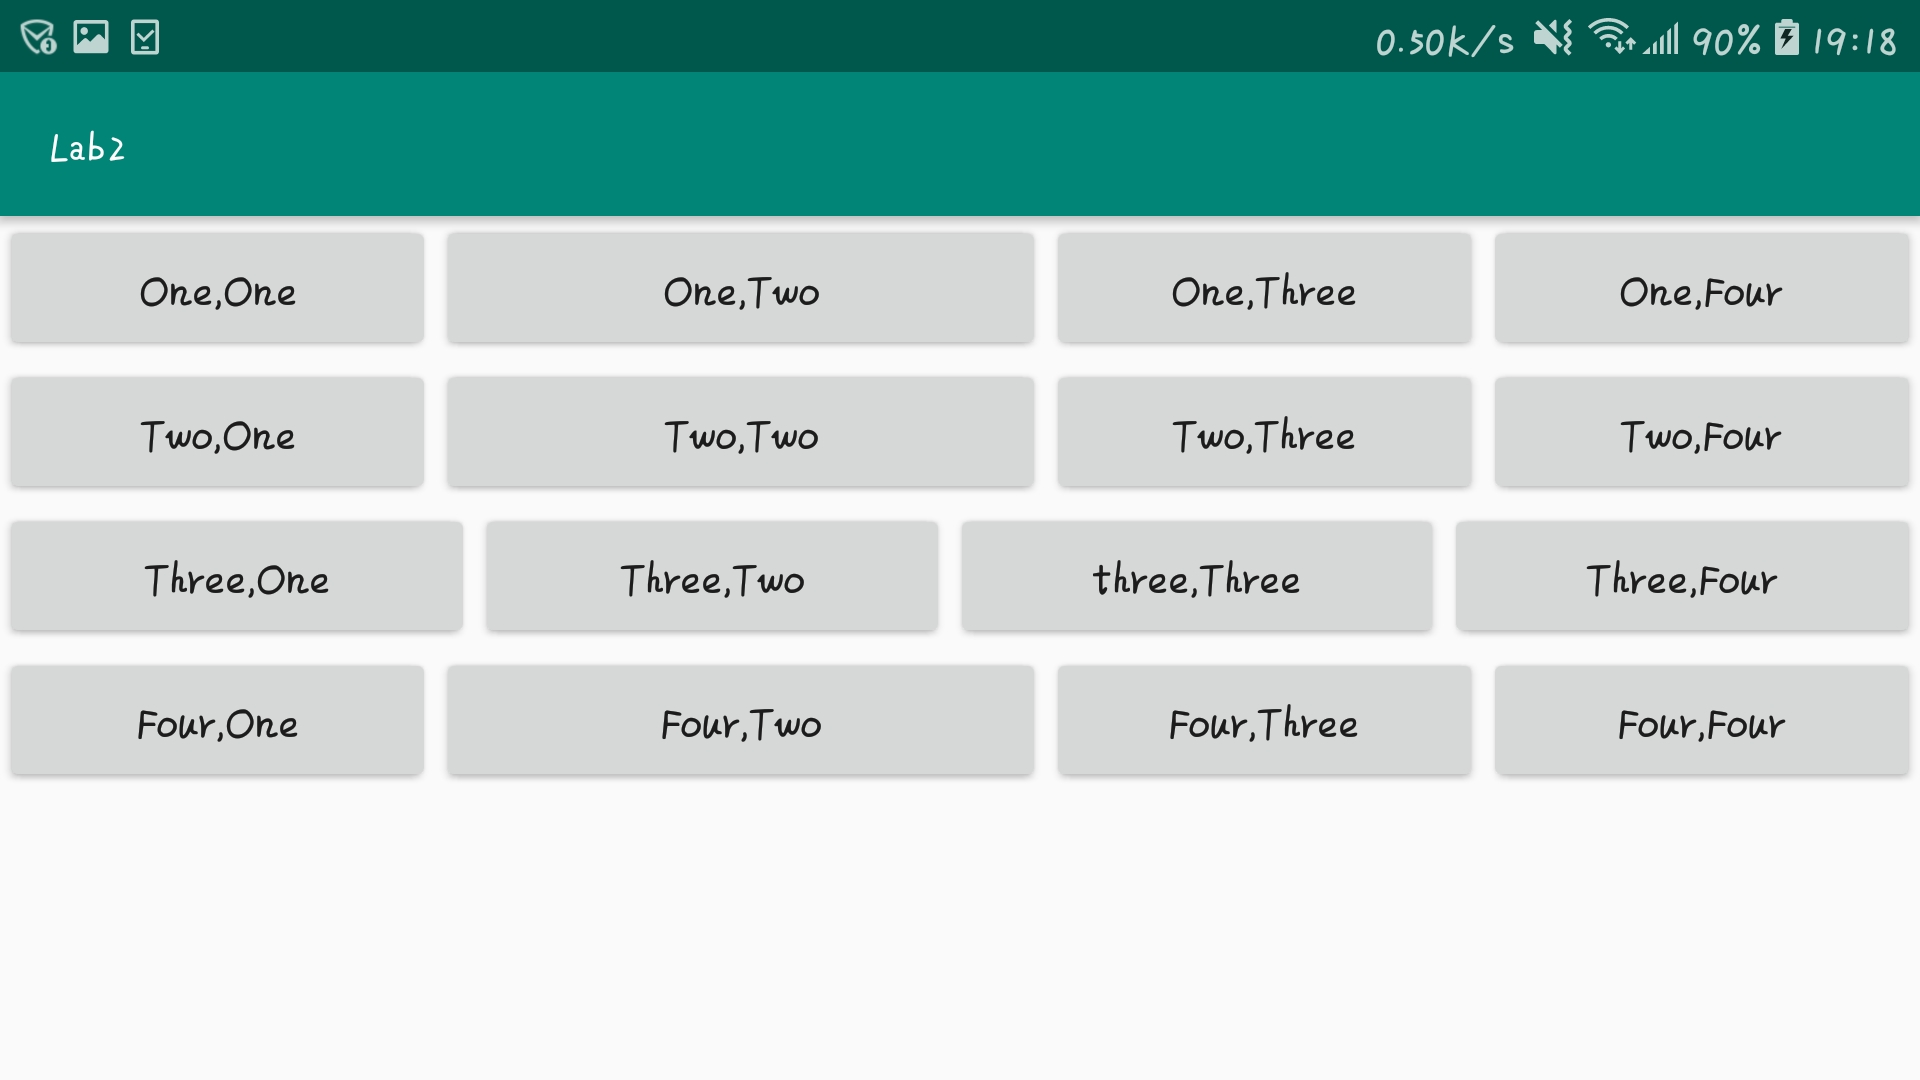 0.50K/s 90% 19:18
Lab2
One,One One,Two One,Three One,Four
Two,One Two,Two Two,Three Two,Four
Three,One Three,Two three,Three Three,Four
Four,One Four,Two Four,Three Four,Four